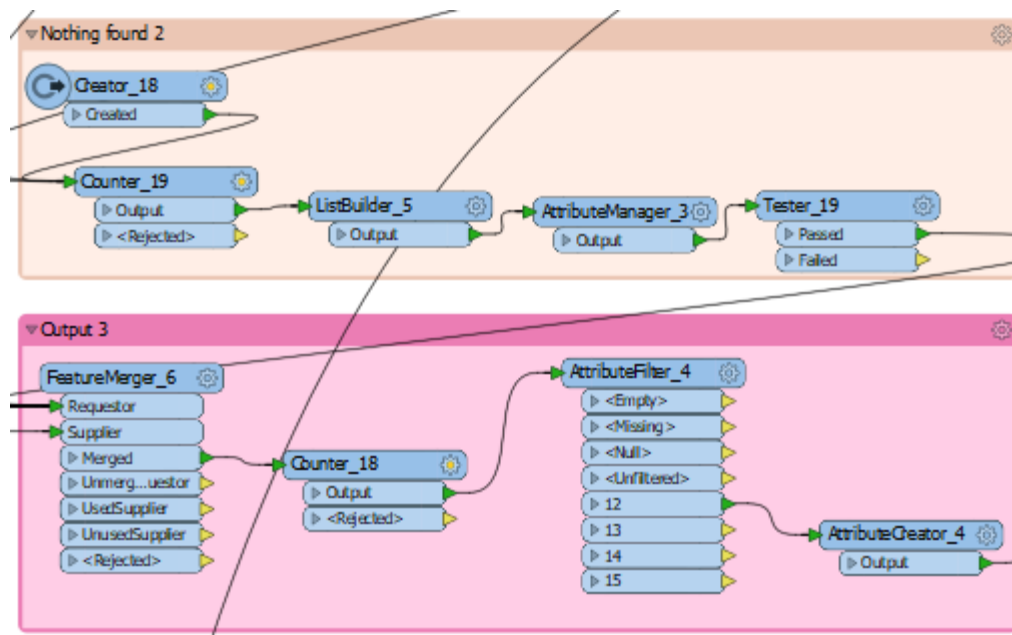 Nothing found 2
Creator_18
Created
Counter_19
Output
<Rejected>
ListBuilder_5
Output
AttributeManager_3
Output
Tester_19
Passed
Failed
Output 3
FeatureMerger_6
Requestor
Supplier
Merged
Unmerg...uestor
UsedSupplier
UnusedSupplier
<Rejected>
Counter_18
Output
<Rejected>
AttributeFilter_4
<Empty>
<Missing>
<Null>
<Unfiltered>
12
13
14
15
AttributeCreator_4
Output